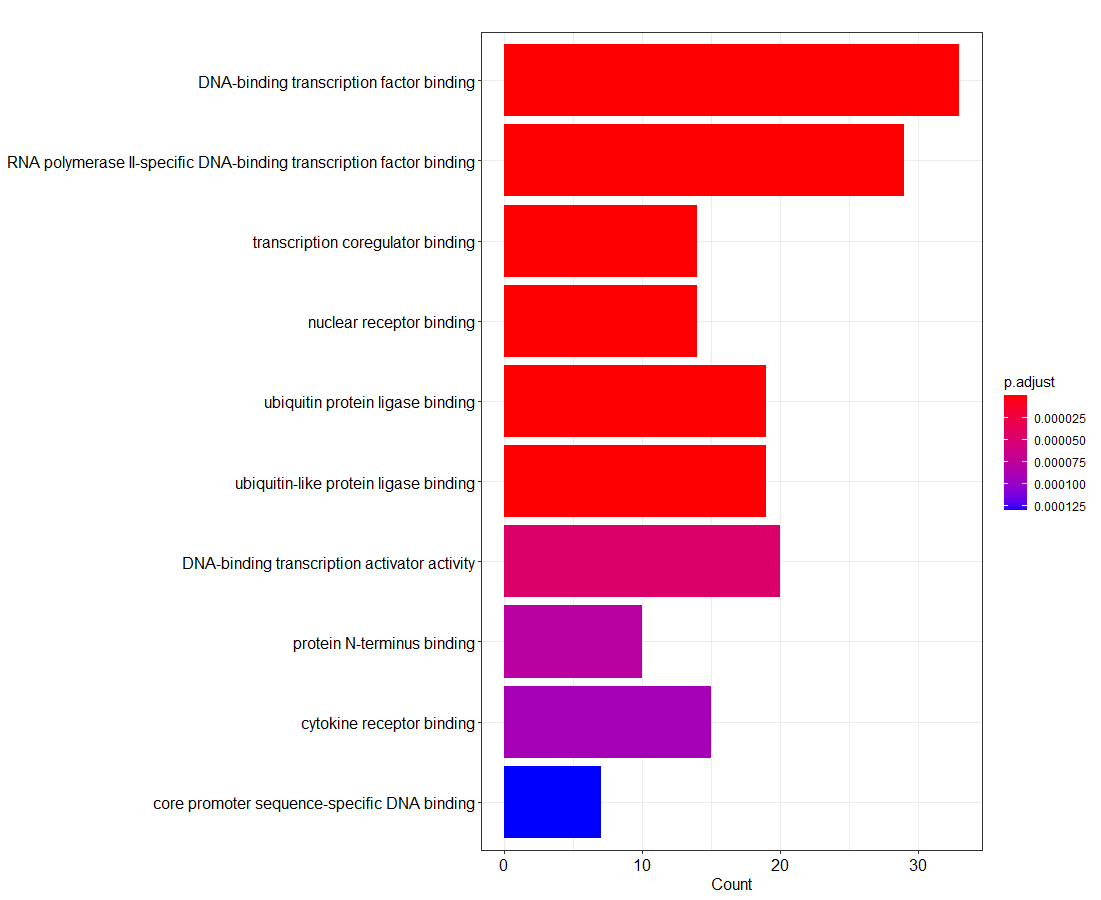 DNA-binding transcription factor binding
RNA polymerase II-specific DNA-binding transcription factor binding
transcription coregulator binding
nuclear receptor binding
ubiquitin protein ligase binding
ubiquitin-like protein ligase binding
DNA-binding transcription activator activity
protein N-terminus binding
cytokine receptor binding
core promoter sequence-specific DNA binding
0 10 20 30
Count
p.adjust
0.000025
0.000050
0.000075
0.000100
0.000125